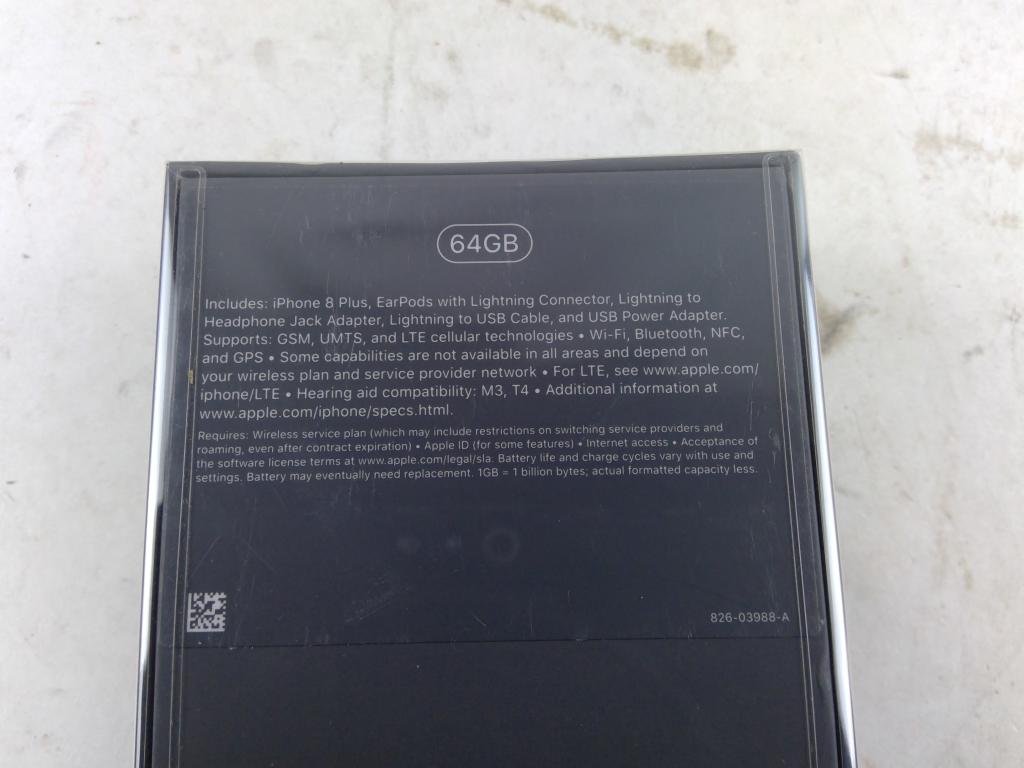 64GB
Includes: iPhone 8 Plus, EarPods with Lightning Connector, Lightning to
Headphone Jack Adapter, Lightning to USB Cable, and USB Power Adapter.
Supports: GSM, UMTS, and LTE cellular technologies • Wi-Fi, Bluetooth, NFC,
and GPS • Some capabilities are not available in all areas and depend on
your wireless plan and service provider network • For LTE, see www.apple.com/
iphone/LTE • Hearing aid compatibility: M3, T4 • Additional information at
www.apple.com/iphone/specs.html.
Requires: Wireless service plan (which may include restrictions on switching service providers and
roaming, even after contract expiration) • Apple ID (for some features) • Internet access • Acceptance of
the software license terms at www.apple.com/legal/sla. Battery life and charge cycles vary with use and
settings. Battery may eventually need replacement. 1GB = 1 billion bytes; actual formatted capacity less.
826-03988-A